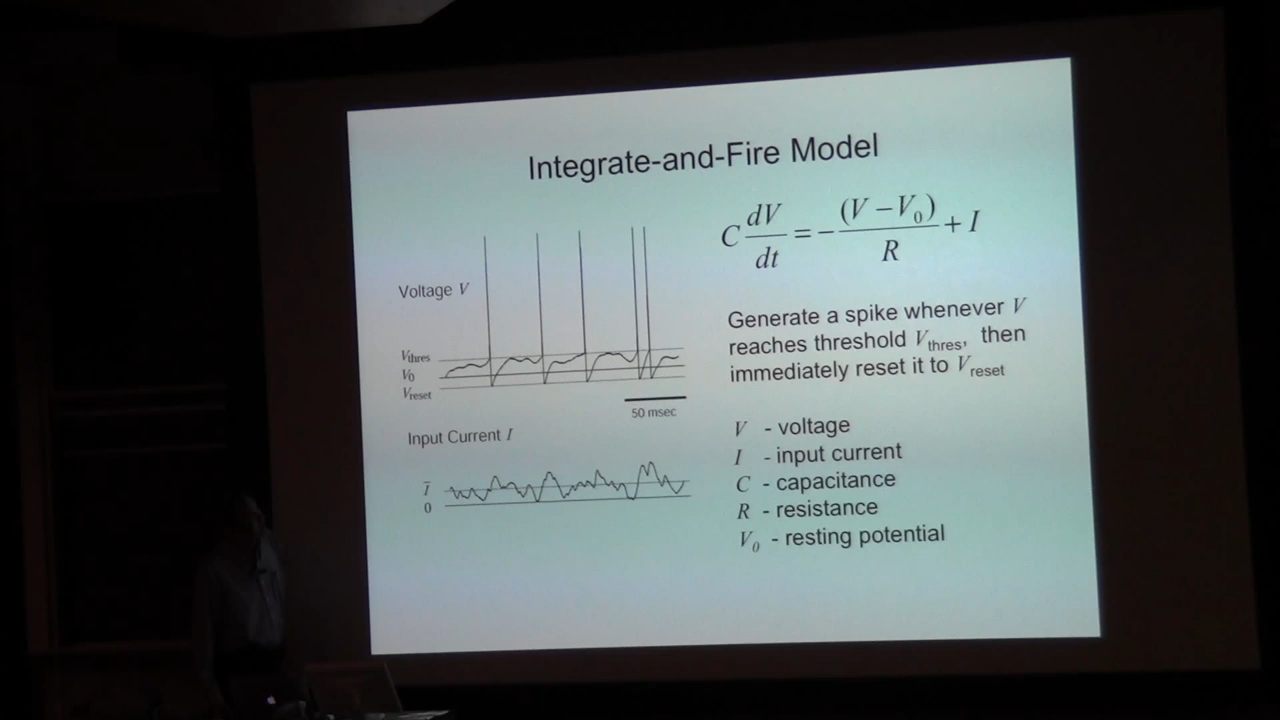 Integrate-and-Fire Model
C dV/dt = −(V − V₀)/R + I
Voltage V
Vthres
V0
Vreset
50 msec
Input Current I
Ī
0
Generate a spike whenever V
reaches threshold Vthres, then
immediately reset it to Vreset
V - voltage
I - input current
C - capacitance
R - resistance
V0 - resting potential